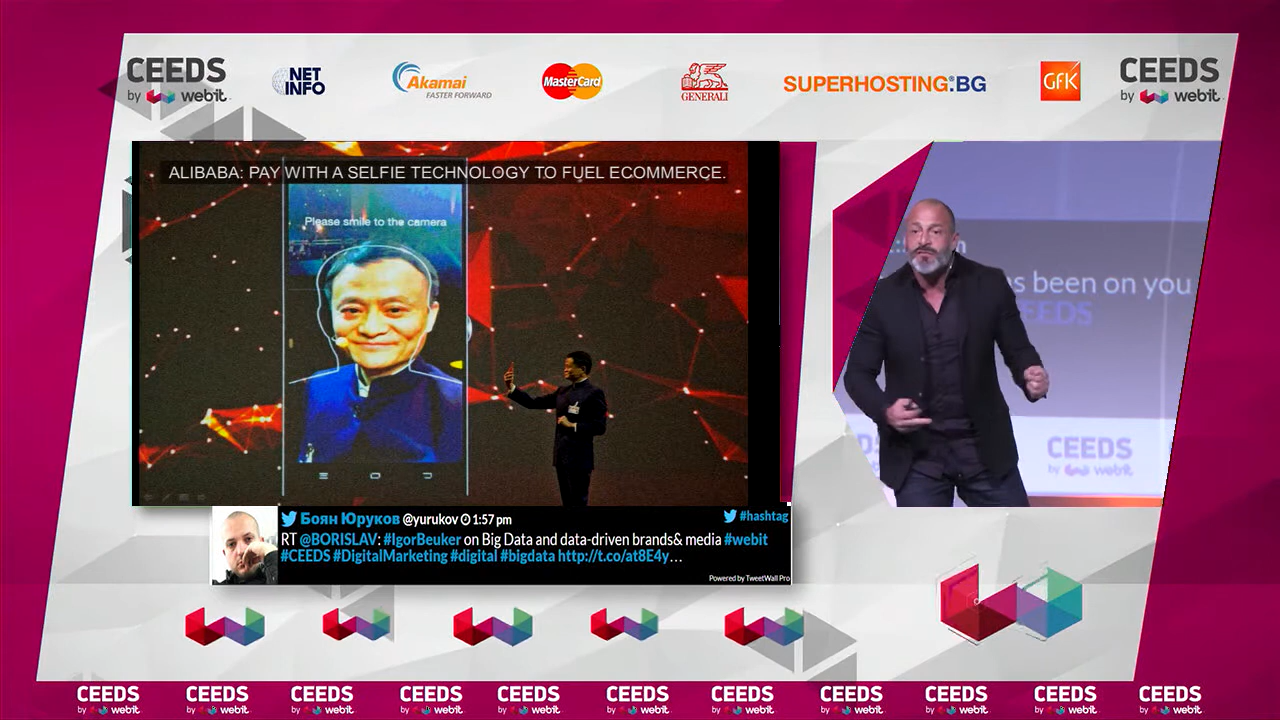 CEEDS
by webit
NET
INFO
Akamai
FASTER FORWARD
MasterCard
GENERALI
SUPERHOSTING.BG
GFK
CEEDS
by webit
ALIBABA: PAY WITH A SELFIE TECHNOLOGY TO FUEL ECOMMERCE.
Please smile to the camera
s been on you
EEDS
DS
CEEDS
by webit
Боян Юруков @yurukov 1:57 pm
#hashtag
RT @BORISLAV: #IgorBeuker on Big Data and data-driven brands& media #webit
#CEEDS #DigitalMarketing #digital #bigdata http://t.co/at8E4y…
Powered by TweetWall Pro
CEEDS CEEDS CEEDS CEEDS CEEDS CEEDS CEEDS CEEDS CEEDS CEEDS CEEDS
by webit by webit by webit by webit by webit by webit by webit by webit by webit by webit by webit